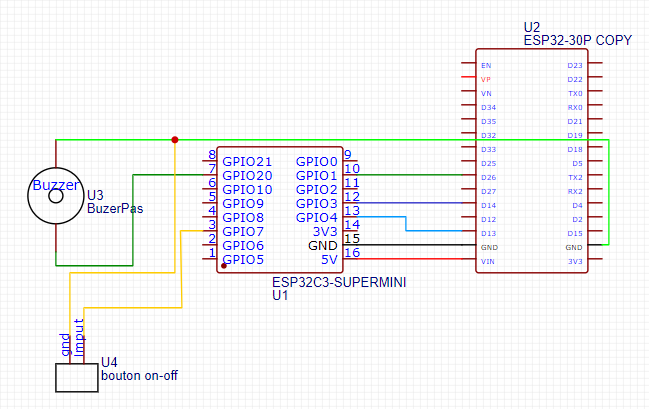 U2
ESP32-30P COPY
EN D23
VP D22
VN TX0
D34 RX0
D35 D21
D32 D19
D33 D18
D25 D5
D26 TX2
D27 RX2
D14 D4
D12 D2
D13 D15
GND GND
VIN 3V3
Buzzer
U3
BuzerPas
8 GPIO21 GPIO0 9
7 GPIO20 GPIO1 10
6 GPIO10 GPIO2 11
5 GPIO9 GPIO3 12
4 GPIO8 GPIO4 13
3 GPIO7 3V3 14
2 GPIO6 GND 15
1 GPIO5 5V 16
ESP32C3-SUPERMINI
U1
gnd
Imput
U4
bouton on-off